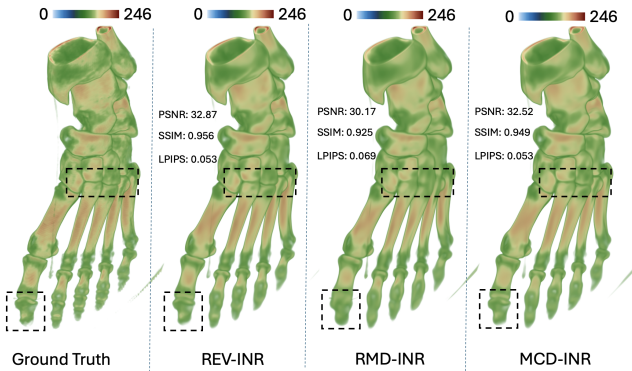 0 246
0 246
0 246
0 246
PSNR: 32.87
SSIM: 0.956
LPIPS: 0.053
PSNR: 30.17
SSIM: 0.925
LPIPS: 0.069
PSNR: 32.52
SSIM: 0.949
LPIPS: 0.053
Ground Truth
REV-INR
RMD-INR
MCD-INR